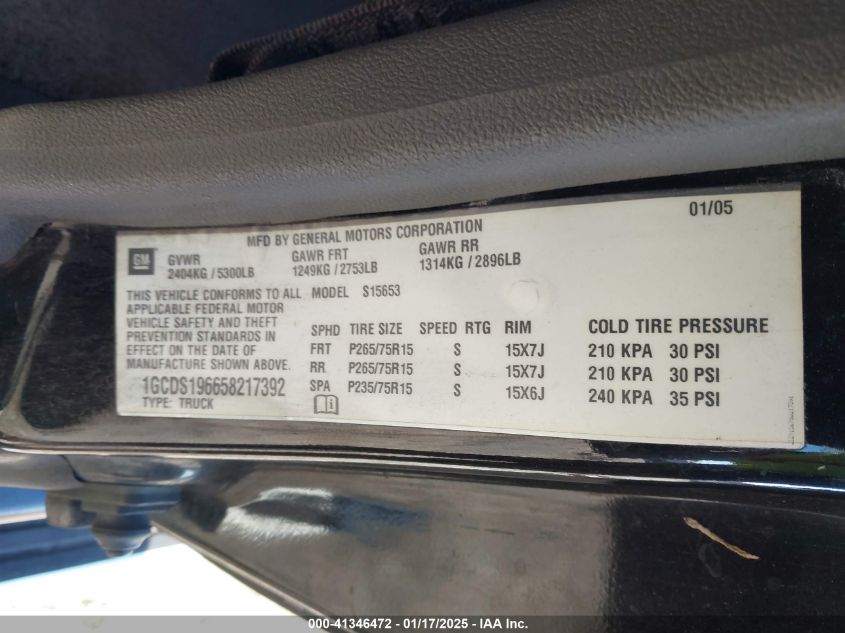 01/05
MFD BY GENERAL MOTORS CORPORATION
GM
GVWR GAWR FRT GAWR RR
2404KG / 5300LB 1249KG / 2753LB 1314KG / 2896LB
THIS VEHICLE CONFORMS TO ALL MODEL S15653
APPLICABLE FEDERAL MOTOR
VEHICLE SAFETY AND THEFT
PREVENTION STANDARDS IN
EFFECT ON THE DATE OF
MANUFACTURE SHOWN ABOVE.
1GCDS196658217392
TYPE: TRUCK
SPHD TIRE SIZE SPEED RTG RIM COLD TIRE PRESSURE
FRT P265/75R15 S 15X7J 210 KPA 30 PSI
RR P265/75R15 S 15X7J 210 KPA 30 PSI
SPA P235/75R15 S 15X6J 240 KPA 35 PSI
000-41346472 — 01/17/2025 - IAA Inc.